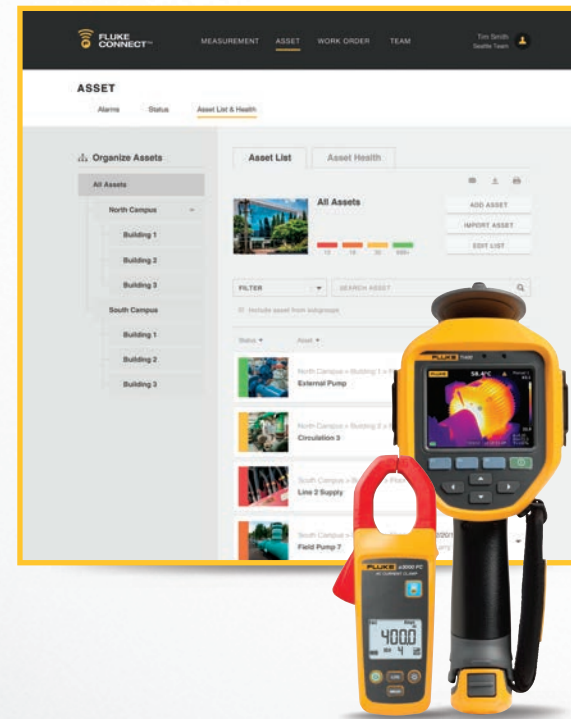 FLUKE CONNECT™
MEASUREMENT ASSET WORK ORDER TEAM
Tim Smith
Seattle Team
ASSET
Alarms Status Asset List & Health
Organize Assets
All Assets
North Campus
Building 1
Building 2
Building 3
South Campus
Building 1
Building 2
Building 3
Asset List Asset Health
All Assets
ADD ASSET
IMPORT ASSET
EDIT LIST
FILTER
SEARCH ASSET
Include asset from subgroups
Status Asset
North Campus > Building 1 >
External Pump
North Campus > Building 2 >
Circulation 3
South Campus >
Line 2 Supply
South Campus >
Field Pump 7
FLUKE
FLUKE
58.4°C
FLUKE a3000 FC
AC CURRENT CLAMP
400.0
4